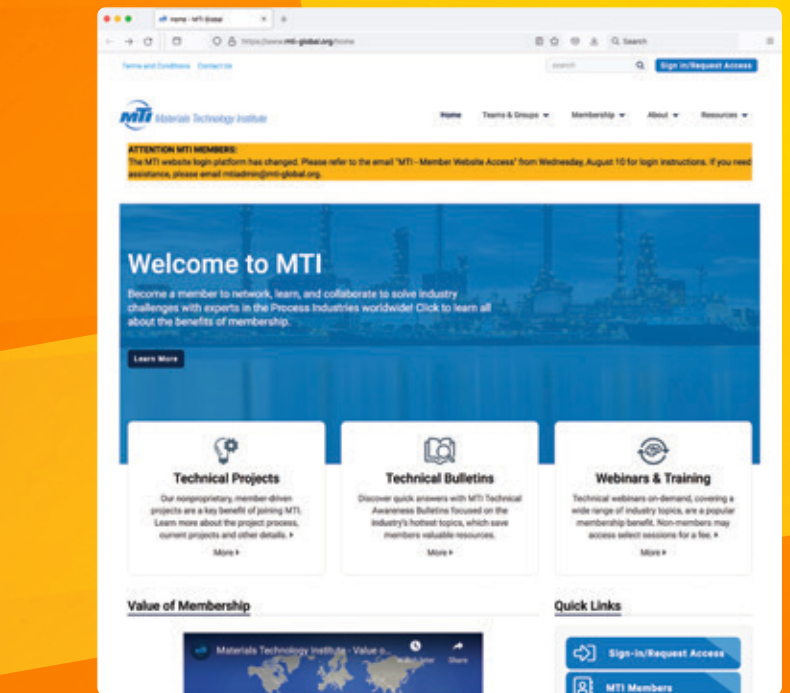 Home - MTI Global
https://www.mti-global.org/home
Search
Terms and Conditions Contact Us
search
Sign In/Request Access
MTI Materials Technology Institute
Home Teams & Groups Membership About Resources
ATTENTION MTI MEMBERS:
The MTI website login platform has changed. Please refer to the email "MTI - Member Website Access" from Wednesday, August 10 for login instructions. If you need
assistance, please email mtiadmin@mti-global.org.
Welcome to MTI
Become a member to network, learn, and collaborate to solve industry
challenges with experts in the Process Industries worldwide! Click to learn all
about the benefits of membership.
Learn More
Technical Projects
Our nonproprietary, member-driven
projects are a key benefit of joining MTI.
Learn more about the project process,
current projects and other details.
More
Technical Bulletins
Discover quick answers with MTI Technical
Awareness Bulletins focused on the
industry's hottest topics, which save
members valuable resources.
More
Webinars & Training
Technical webinars on-demand, covering a
wide range of industry topics, are a popular
membership benefit. Non-members may
access select sessions for a fee.
More
Value of Membership
Materials Technology Institute - Value o...
Watch later
Share
Quick Links
Sign-In/Request Access
MTI Members